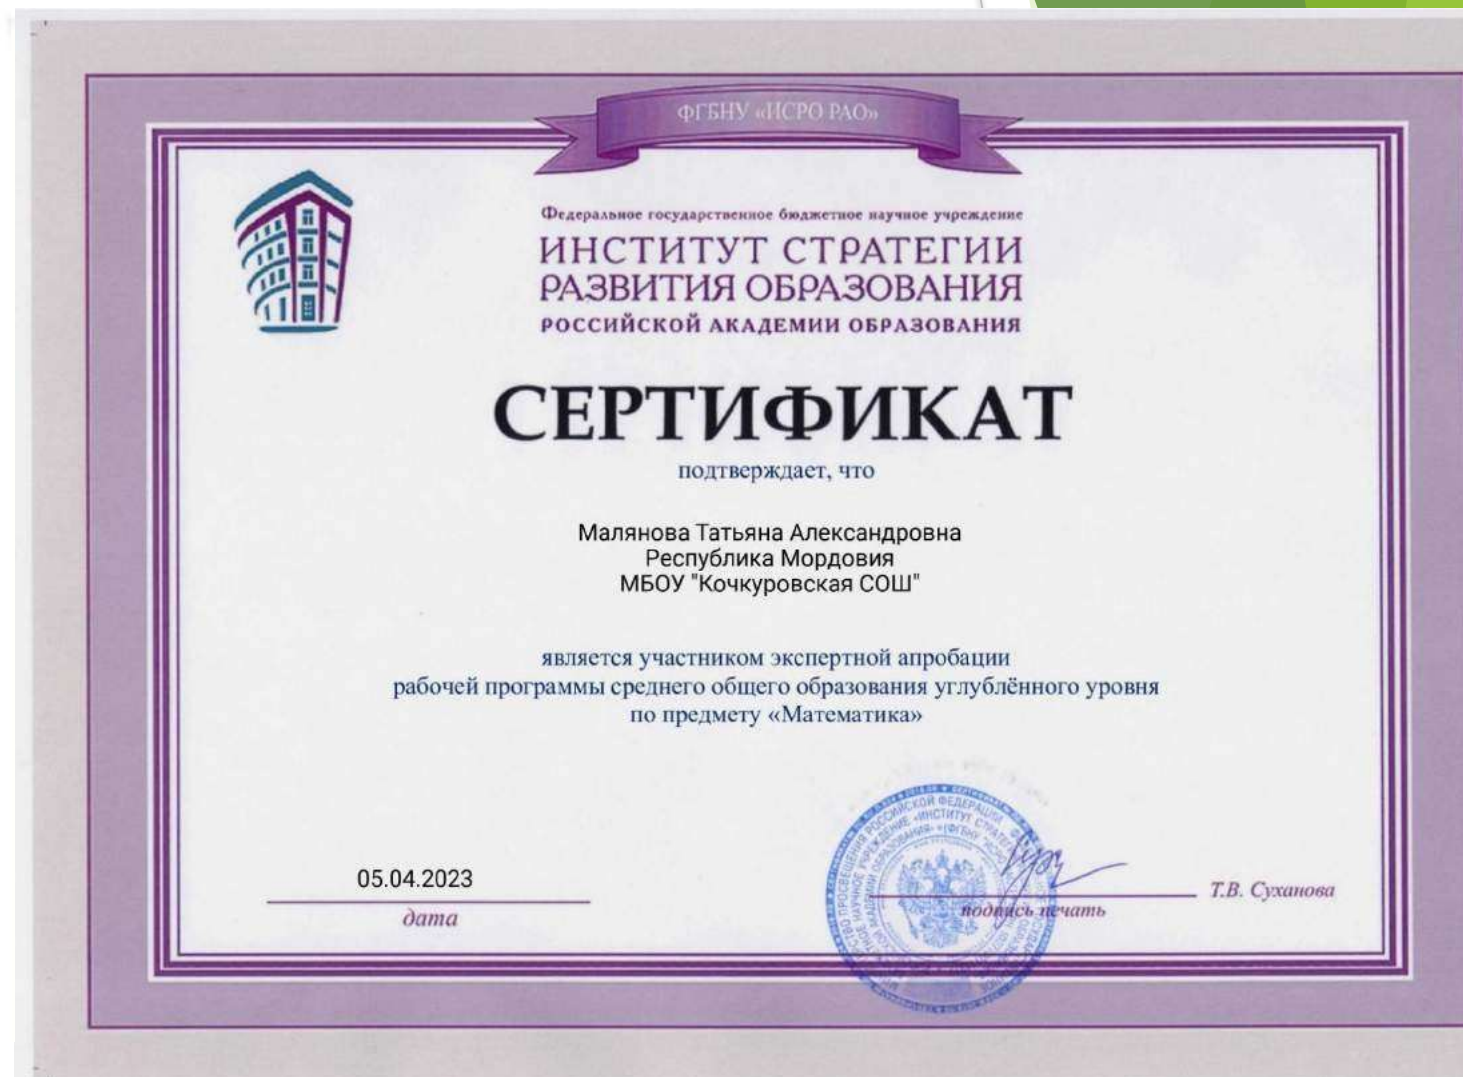 ФГБНУ «ИСРО РАО»
Федеральное государственное бюджетное научное учреждение
ИНСТИТУТ СТРАТЕГИИ
РАЗВИТИЯ ОБРАЗОВАНИЯ
РОССИЙСКОЙ АКАДЕМИИ ОБРАЗОВАНИЯ
СЕРТИФИКАТ
подтверждает, что
Малянова Татьяна Александровна
Республика Мордовия
МБОУ "Кочкуровская СОШ"
является участником экспертной апробации
рабочей программы среднего общего образования углублённого уровня
по предмету «Математика»
05.04.2023
дата
подпись печать
Т.В. Суханова